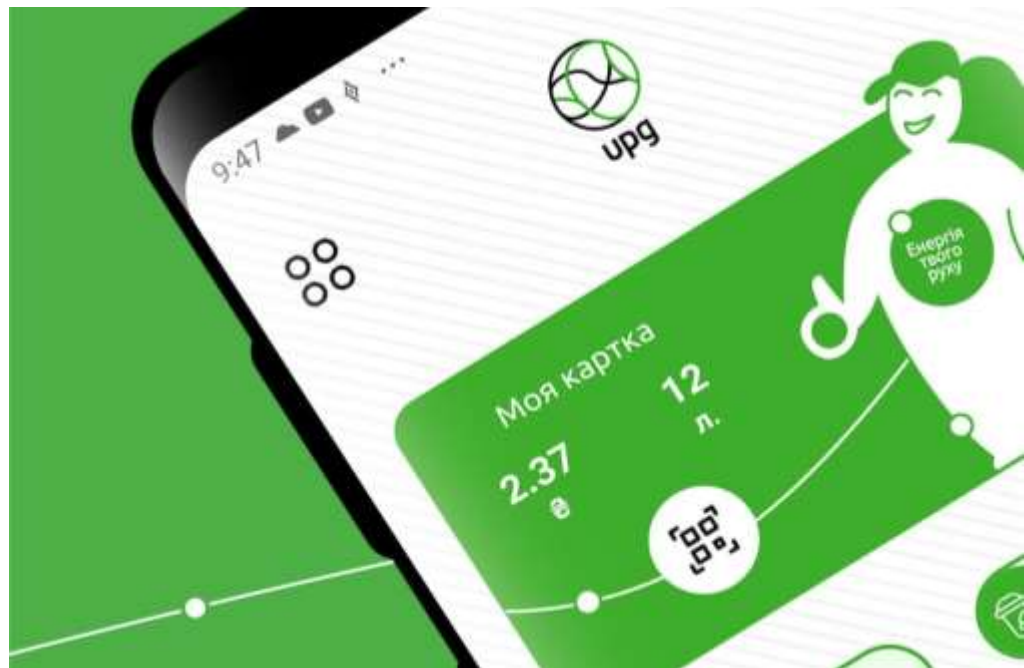 9:47
upg
Енергія
твого
руху
Моя картка
2.37
₴
12
л.